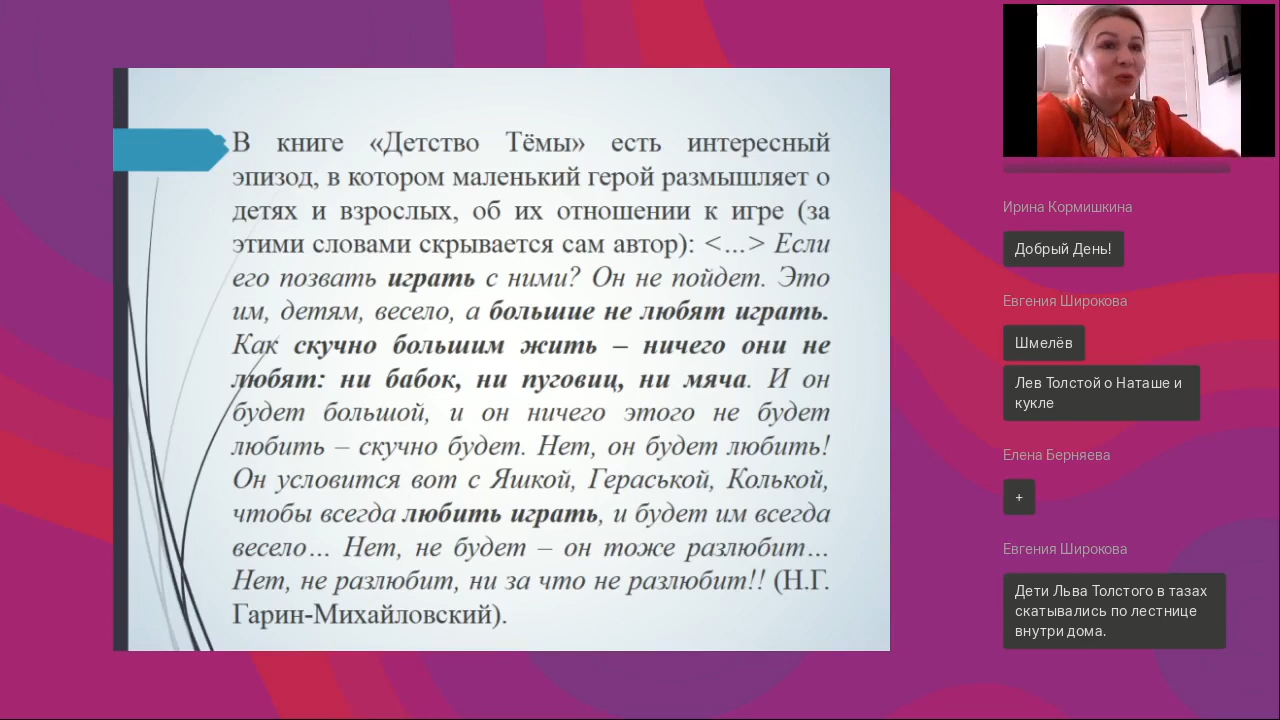 В книге «Детство Тёмы» есть интересный
эпизод, в котором маленький герой размышляет о
детях и взрослых, об их отношении к игре (за
этими словами скрывается сам автор): <…> Если
его позвать играть с ними? Он не пойдет. Это
им, детям, весело, а большие не любят играть.
Как скучно большим жить – ничего они не
любят: ни бабок, ни пуговиц, ни мяча. И он
будет большой, и он ничего этого не будет
любить – скучно будет. Нет, он будет любить!
Он условится вот с Яшкой, Гераськой, Колькой,
чтобы всегда любить играть, и будет им всегда
весело… Нет, не будет – он тоже разлюбит…
Нет, не разлюбит, ни за что не разлюбит!! (Н.Г.
Гарин-Михайловский).
Ирина Кормишкина
Добрый День!
Евгения Широкова
Шмелёв
Лев Толстой о Наташе и
кукле
Елена Берняева
+
Евгения Широкова
Дети Льва Толстого в тазах
скатывались по лестнице
внутри дома.